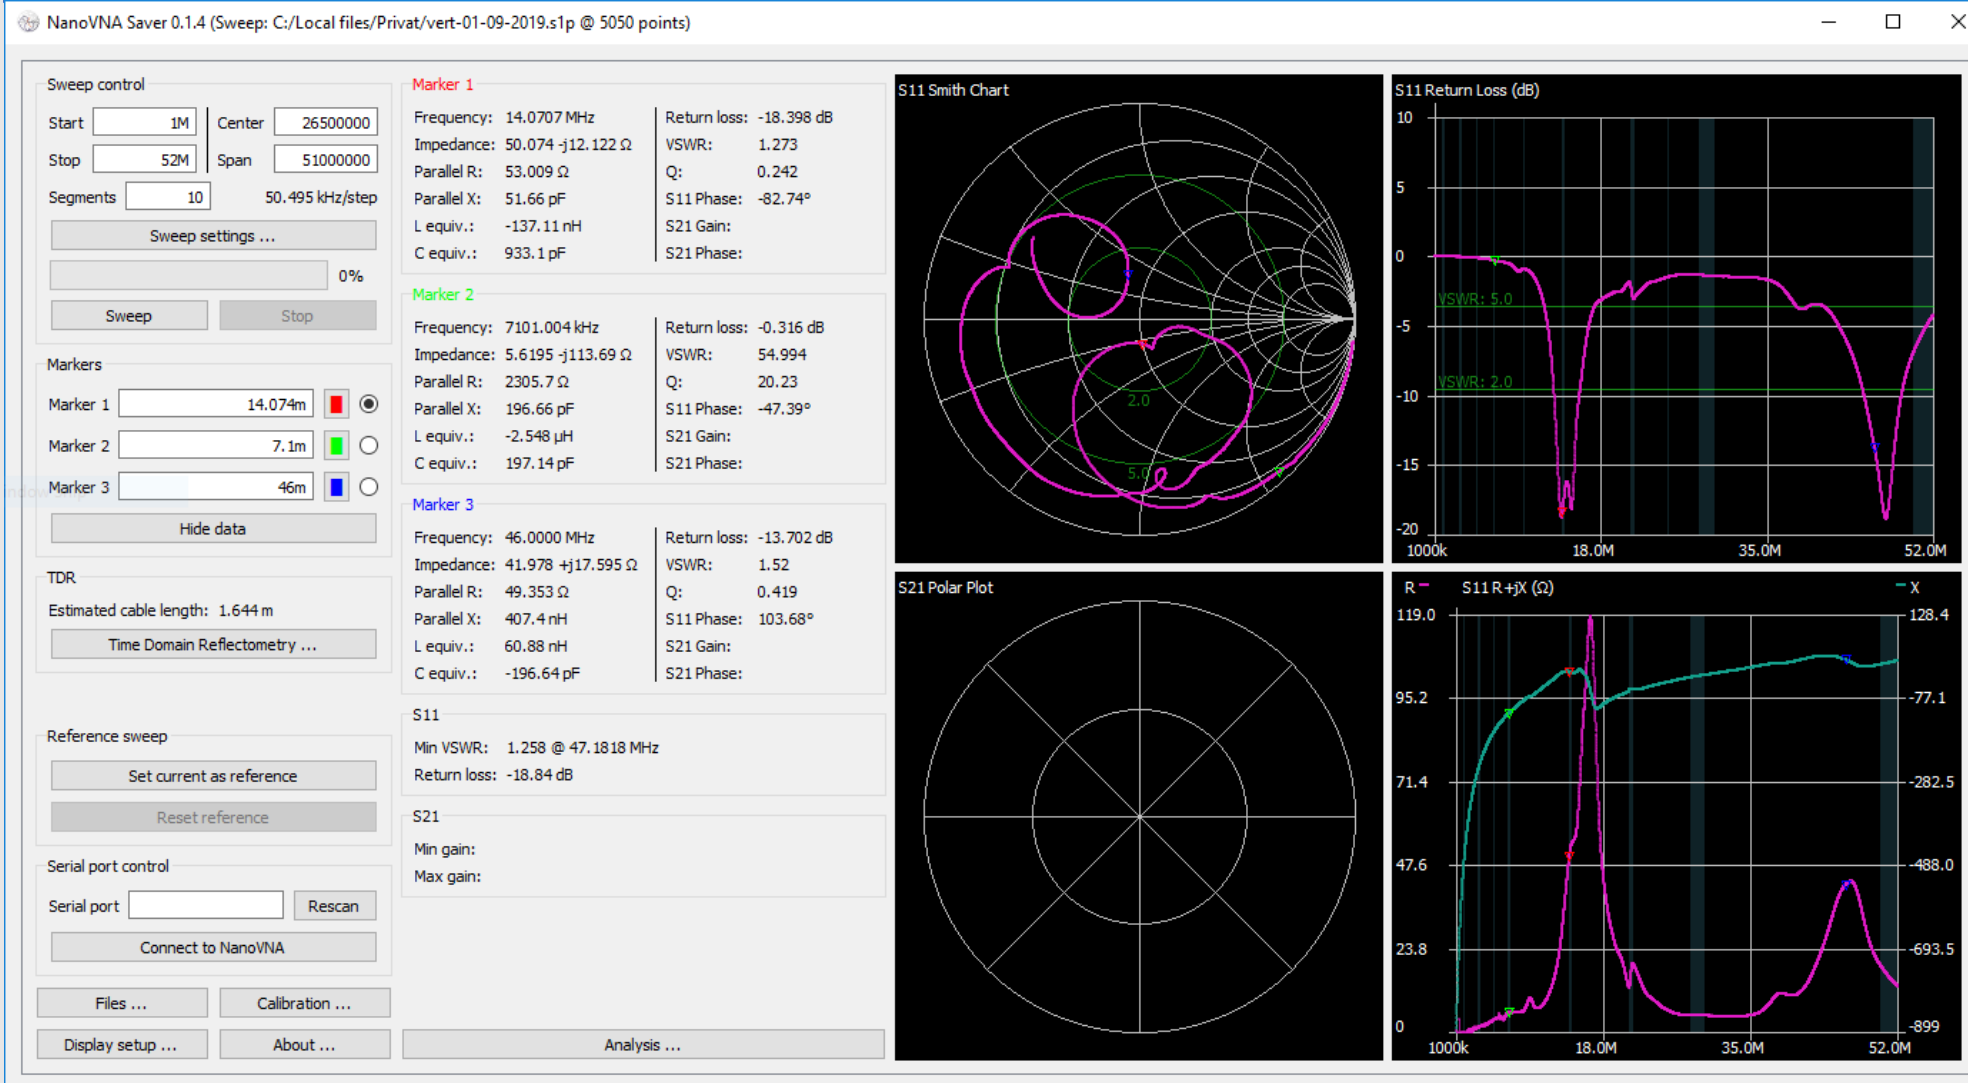 NanoVNA Saver 0.1.4 (Sweep: C:/Local files/Privat/vert-01-09-2019.s1p @ 5050 points)
Sweep control
Start 1M Center 26500000
Stop 52M Span 51000000
Segments 10 50.495 kHz/step
Sweep settings ...
0%
Sweep Stop
Markers
Marker 1 14.074m
Marker 2 7.1m
Marker 3 46m
Hide data
TDR
Estimated cable length: 1.644 m
Time Domain Reflectometry ...
Reference sweep
Set current as reference
Reset reference
Serial port control
Serial port Rescan
Connect to NanoVNA
Files ... Calibration ...
Display setup ... About ...
Marker 1
Frequency: 14.0707 MHz Return loss: -18.398 dB
Impedance: 50.074 -j12.122 Ω VSWR: 1.273
Parallel R: 53.009 Ω Q: 0.242
Parallel X: 51.66 pF S11 Phase: -82.74°
L equiv.: -137.11 nH S21 Gain:
C equiv.: 933.1 pF S21 Phase:
Marker 2
Frequency: 7101.004 kHz Return loss: -0.316 dB
Impedance: 5.6195 -j113.69 Ω VSWR: 54.994
Parallel R: 2305.7 Ω Q: 20.23
Parallel X: 196.66 pF S11 Phase: -47.39°
L equiv.: -2.548 µH S21 Gain:
C equiv.: 197.14 pF S21 Phase:
Marker 3
Frequency: 46.0000 MHz Return loss: -13.702 dB
Impedance: 41.978 +j17.595 Ω VSWR: 1.52
Parallel R: 49.353 Ω Q: 0.419
Parallel X: 407.4 nH S11 Phase: 103.68°
L equiv.: 60.88 nH S21 Gain:
C equiv.: -196.64 pF S21 Phase:
S11
Min VSWR: 1.258 @ 47.1818 MHz
Return loss: -18.84 dB
S21
Min gain:
Max gain:
Analysis ...
S11 Smith Chart
2.0
5.0
S11 Return Loss (dB)
10
5
0
VSWR: 5.0
-5
VSWR: 2.0
-10
-15
-20
1000k 18.0M 35.0M 52.0M
S21 Polar Plot
R S11 R+jX (Ω) X
119.0 128.4
95.2 -77.1
71.4 -282.5
47.6 -488.0
23.8 -693.5
0 -899
1000k 18.0M 35.0M 52.0M